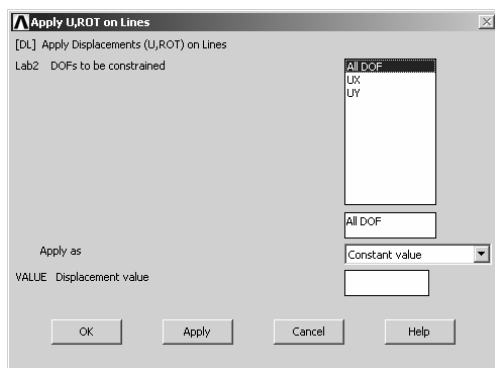 Apply U,ROT on Lines
[DL] Apply Displacements (U,ROT) on Lines
Lab2 DOFs to be constrained
All DOF
UX
UY
All DOF
Apply as
Constant value
VALUE Displacement value
OK Apply Cancel Help